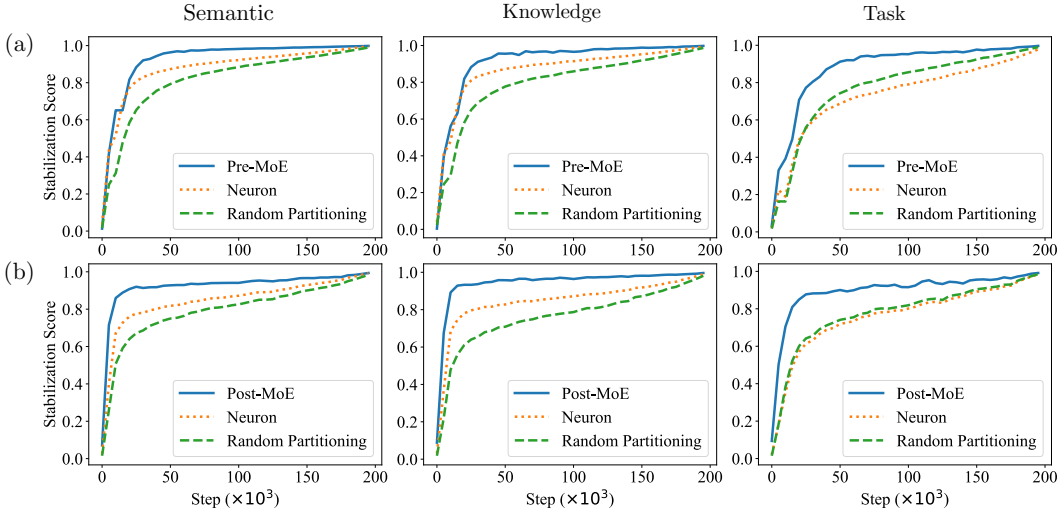 Semantic Knowledge Task
(a)
Stabilization Score
1.0 1.0 1.0
0.8 0.8 0.8
0.6 0.6 0.6
0.4 0.4 0.4
0.2 0.2 0.2
0.0 0.0 0.0
Pre-MoE Pre-MoE Pre-MoE
Neuron Neuron Neuron
Random Partitioning Random Partitioning Random Partitioning
0 50 100 150 200 0 50 100 150 200 0 50 100 150 200
(b)
Stabilization Score
1.0 1.0 1.0
0.8 0.8 0.8
0.6 0.6 0.6
0.4 0.4 0.4
0.2 0.2 0.2
0.0 0.0 0.0
Post-MoE Post-MoE Post-MoE
Neuron Neuron Neuron
Random Partitioning Random Partitioning Random Partitioning
0 50 100 150 200 0 50 100 150 200 0 50 100 150 200
Step (×10³) Step (×10³) Step (×10³)